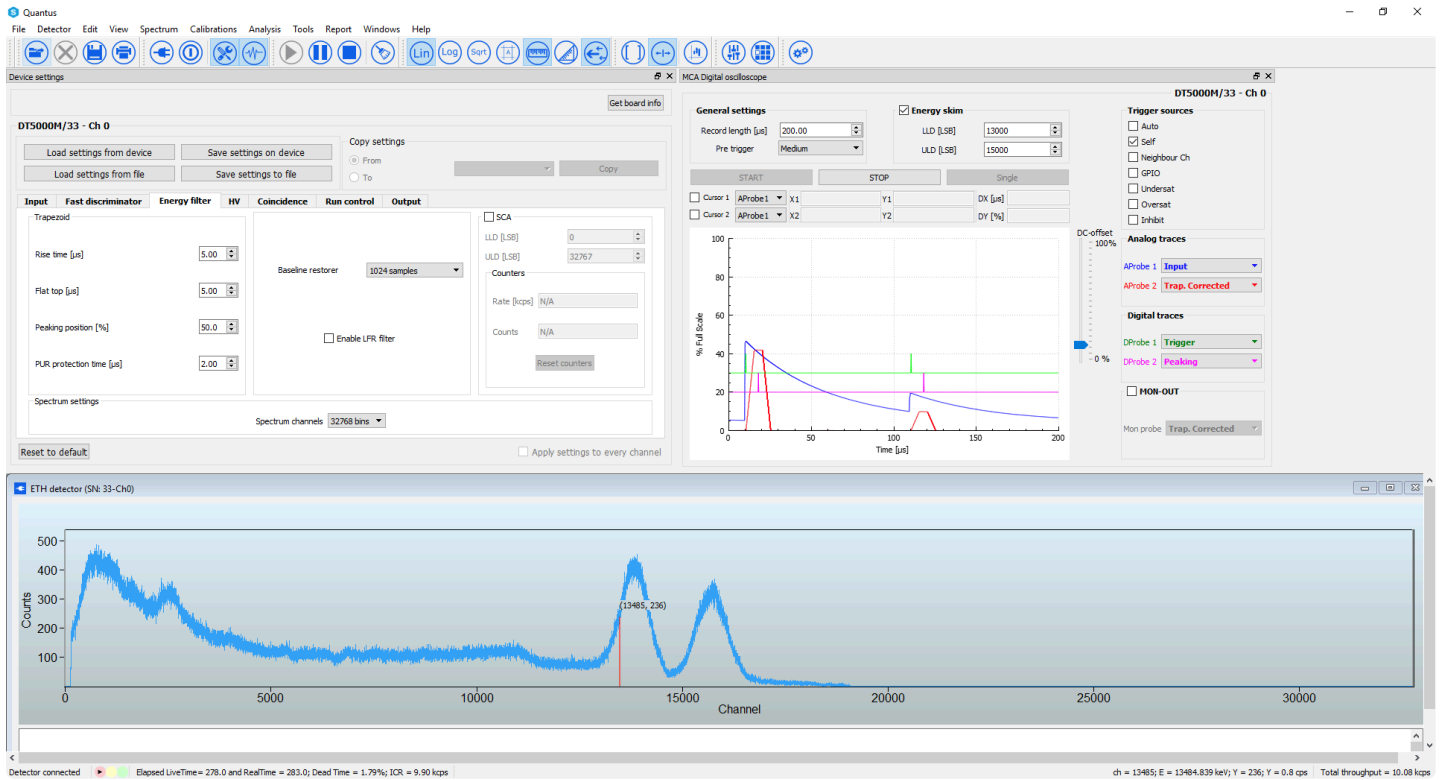 Quantus
File Detector Edit View Spectrum Calibrations Analysis Tools Report Windows Help
Lin Log Sqrt
Device settings
Get board info
DT5000M/33 - Ch 0
Load settings from device Save settings on device
Load settings from file Save settings to file
Copy settings
From
To
Copy
Input Fast discriminator Energy filter HV Coincidence Run control Output
Trapezoid
Rise time [µs] 5.00
Flat top [µs] 5.00
Peaking position [%] 50.0
PUR protection time [µs] 2.00
Baseline restorer 1024 samples
Enable LFR filter
SCA
LLD [LSB] 0
ULD [LSB] 32767
Counters
Rate [kcps] N/A
Counts N/A
Reset counters
Spectrum settings
Spectrum channels 32768 bins
Reset to default
Apply settings to every channel
MCA Digital oscilloscope
DT5000M/33 - Ch 0
General settings
Record length [µs] 200.00
Pre trigger Medium
Energy skim
LLD [LSB] 13000
ULD [LSB] 15000
START STOP Single
Cursor 1 AProbe1 X1 Y1 DX [µs]
Cursor 2 AProbe1 X2 Y2 DY [%]
100
80
60
40
20
0
% Full Scale
0 50 100 150 200
Time [µs]
DC-offset
100%
0 %
Trigger sources
Auto
Self
Neighbour Ch
GPIO
Undersat
Oversat
Inhibit
Analog traces
AProbe 1 Input
AProbe 2 Trap. Corrected
Digital traces
DProbe 1 Trigger
DProbe 2 Peaking
MON-OUT
Mon probe Trap. Corrected
ETH detector (SN: 33-Ch0)
500
400
300
200
100
Counts
(13485, 236)
0 5000 10000 15000 20000 25000 30000
Channel
Detector connected Elapsed LiveTime= 278.0 and RealTime = 283.0; Dead Time = 1.79%; ICR = 9.90 kcps ch = 13485; E = 13484.839 keV; Y = 236; Y = 0.8 cps Total throughput = 10.08 kcps